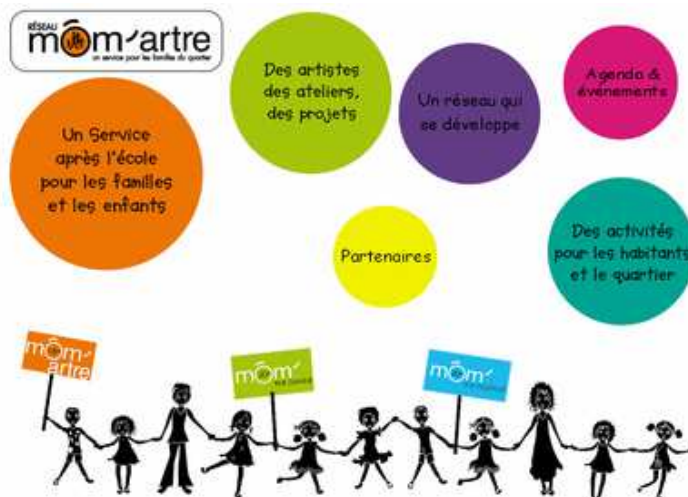 RÉSEAU
mÔm'artre
un service pour les familles du quartier
Un Service
après l'école
pour les familles
et les enfants
Des artistes
des ateliers,
des projets
Un réseau qui
se développe
Agenda &
événements
Partenaires
Des activités
pour les habitants
et le quartier
mÔm'
artre
mÔm'
mÔm'